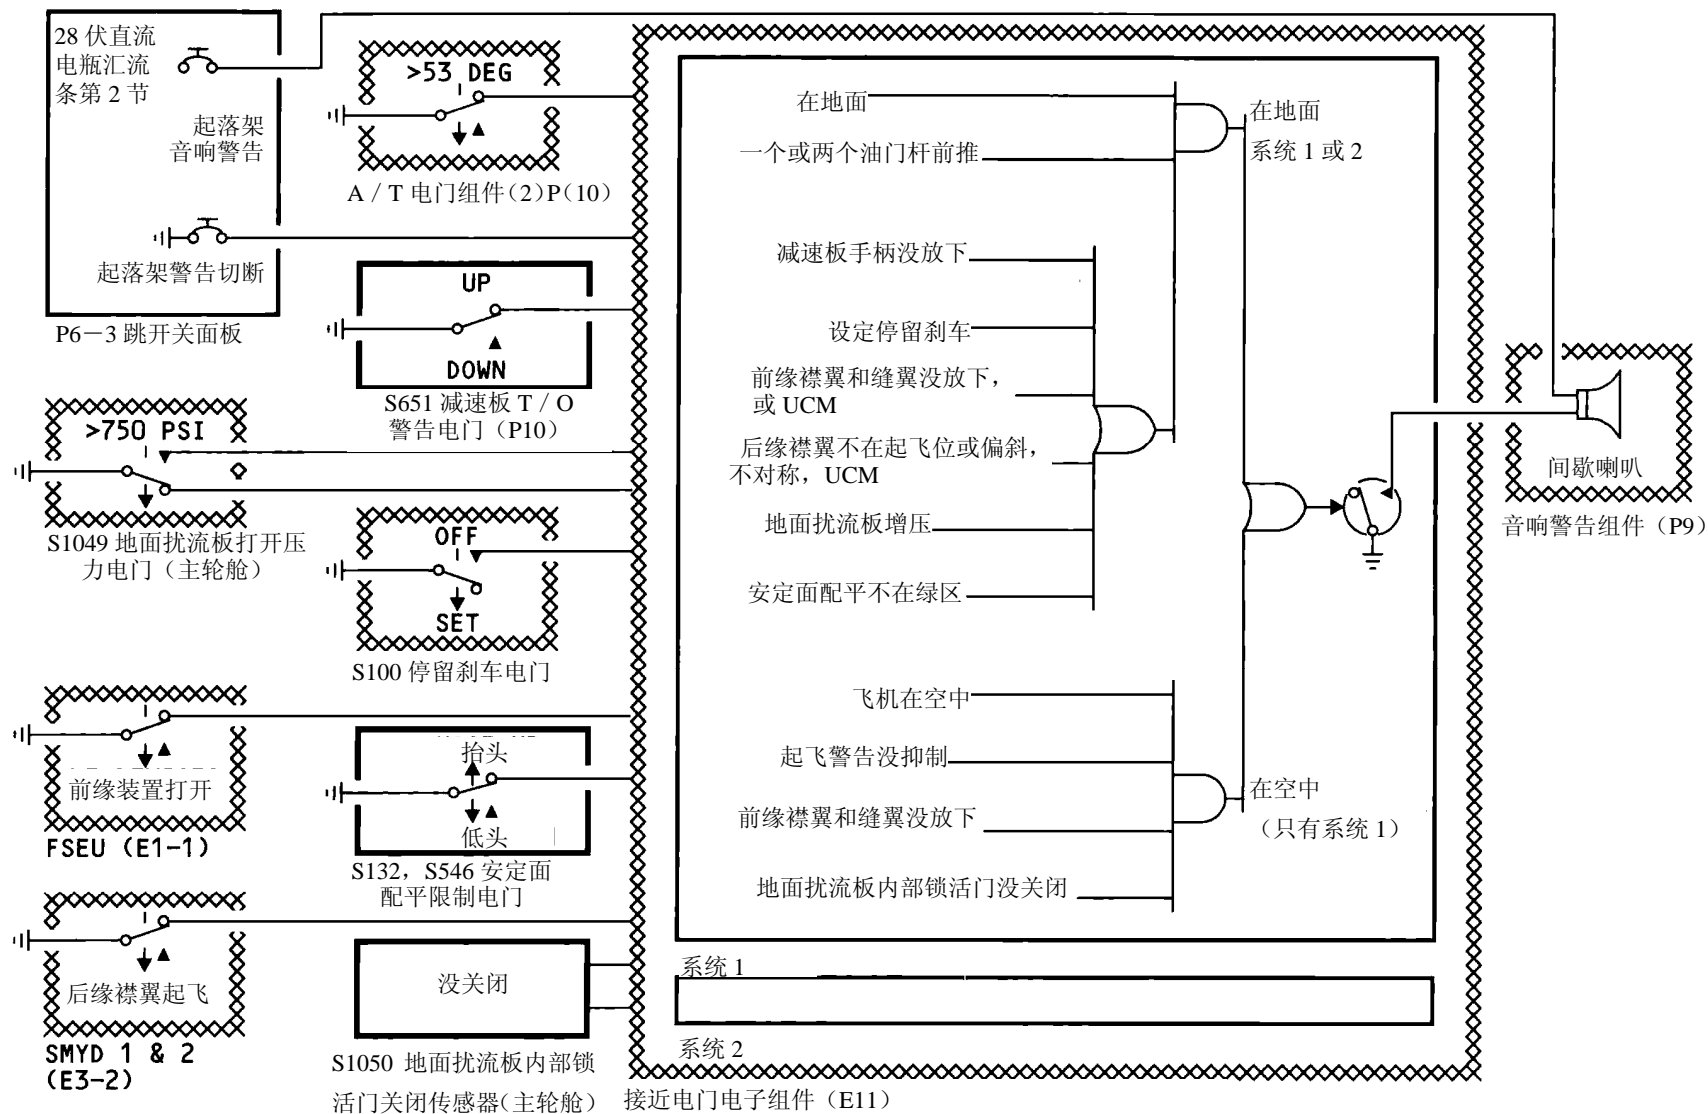 28 伏直流
电瓶汇流
条第 2 节
起落架
音响警告
起落架警告切断
P6－3 跳开关面板
>53 DEG
A / T 电门组件（2）P（10）
UP
DOWN
S651 减速板 T / O
警告电门（P10）
>750 PSI
S1049 地面扰流板打开压
力电门（主轮舱）
OFF
SET
S100 停留刹车电门
前缘装置打开
FSEU (E1-1)
抬头
低头
S132，S546 安定面
配平限制电门
后缘襟翼起飞
SMYD 1 & 2
(E3-2)
没关闭
S1050 地面扰流板内部锁
活门关闭传感器（主轮舱）
在地面
一个或两个油门杆前推
在地面
系统 1 或 2
减速板手柄没放下
设定停留刹车
前缘襟翼和缝翼没放下，
或 UCM
后缘襟翼不在起飞位或偏斜，
不对称，UCM
地面扰流板增压
安定面配平不在绿区
飞机在空中
起飞警告没抑制
前缘襟翼和缝翼没放下
地面扰流板内部锁活门没关闭
在空中
（只有系统 1）
系统 1
系统 2
接近电门电子组件（E11）
间歇喇叭
音响警告组件（P9）